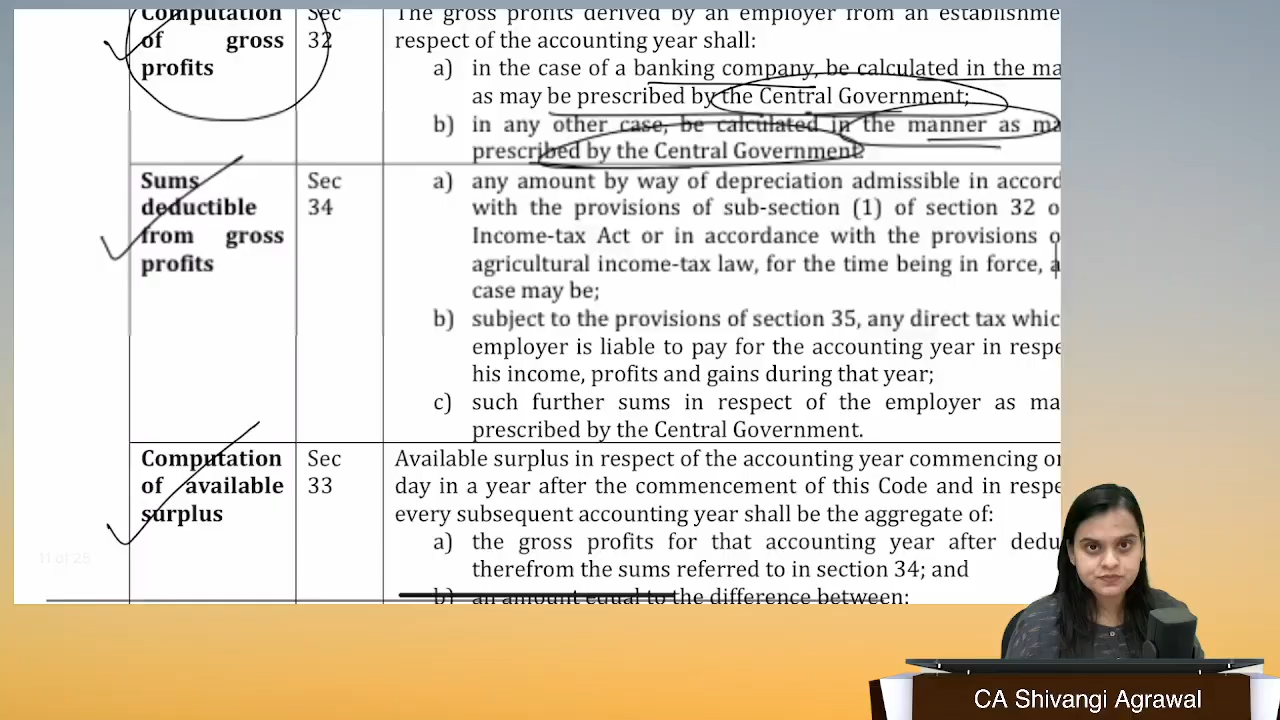 Computation
of gross
profits
Sec
32
The gross profits derived by an employer from an
respect of the accounting year shall:
a) in the case of a banking company, be calculated in the
as may be prescribed by the Central Government;
b) in any other case, be calculated in the manner as
prescribed by the Central Government.
Sums
deductible
from gross
profits
Sec
34
a) any amount by way of depreciation admissible in
with the provisions of sub-section (1) of section 32
Income-tax Act or in accordance with the provisions
agricultural income-tax law, for the time being in force,
case may be;
b) subject to the provisions of section 35, any direct tax
employer is liable to pay for the accounting year in
his income, profits and gains during that year;
c) such further sums in respect of the employer as
prescribed by the Central Government.
Computation
of available
surplus
Sec
33
Available surplus in respect of the accounting year commencing
day in a year after the commencement of this Code and in
every subsequent accounting year shall be the aggregate of:
a) the gross profits for that accounting year after
therefrom the sums referred to in section 34; and
b) an amount equal to the difference between:
11 of 25
CA Shivangi Agrawal